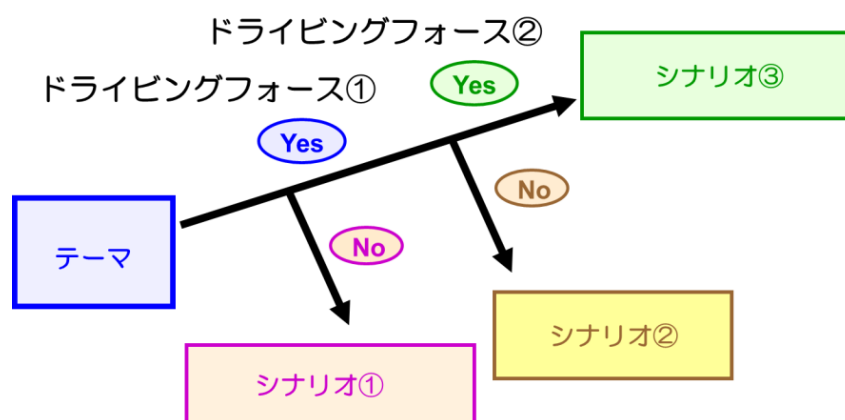 ドライビングフォース②
シナリオ③
ドライビングフォース①
Yes
Yes
No
No
テーマ
シナリオ②
シナリオ①